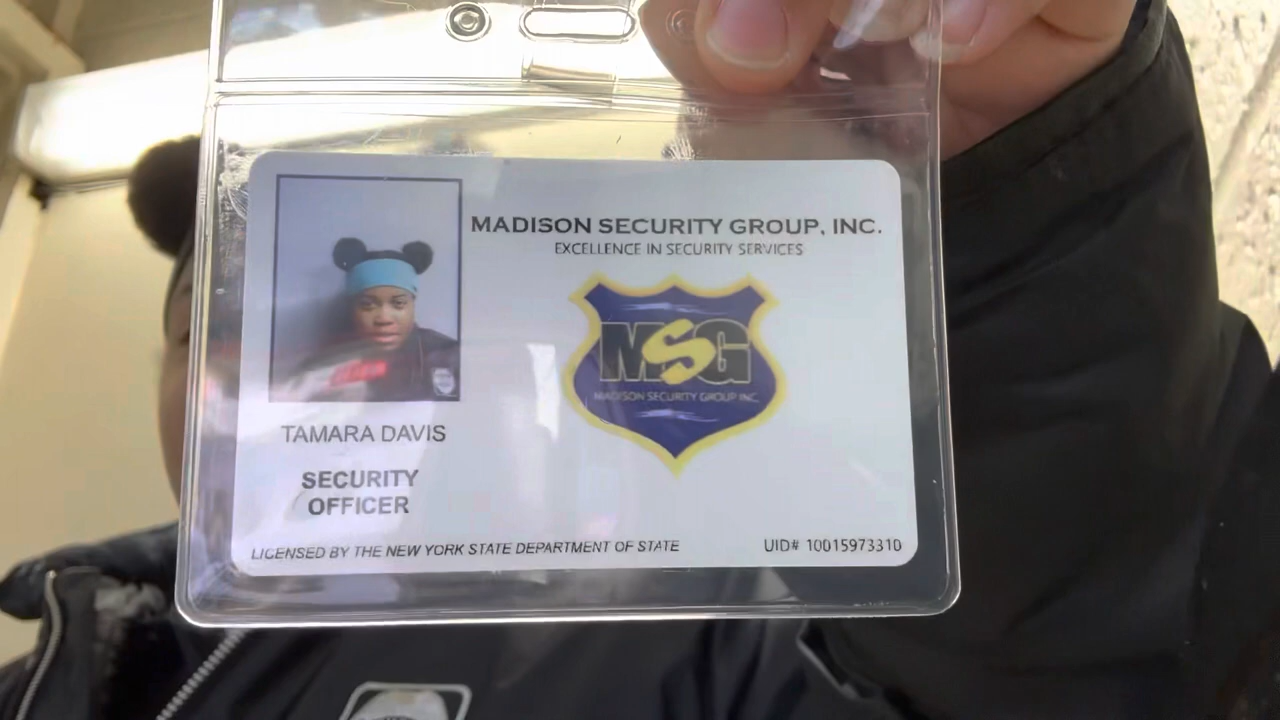 MADISON SECURITY GROUP, INC.
EXCELLENCE IN SECURITY SERVICES
MSG
MADISON SECURITY GROUP INC.
TAMARA DAVIS
SECURITY
OFFICER
LICENSED BY THE NEW YORK STATE DEPARTMENT OF STATE
UID# 10015973310